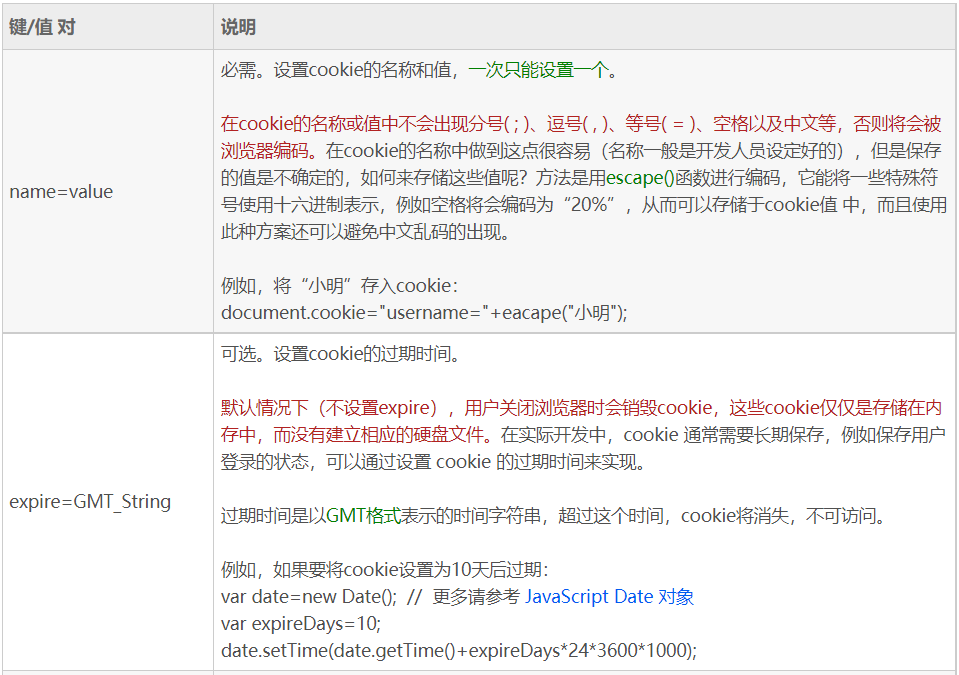 键/值 对
说明
name=value
必需。设置cookie的名称和值，一次只能设置一个。
在cookie的名称或值中不会出现分号( ; )、逗号( , )、等号( = )、空格以及中文等，否则将会被
浏览器编码。在cookie的名称中做到这点很容易（名称一般是开发人员设定好的），但是保存
的值是不确定的，如何来存储这些值呢？方法是用escape()函数进行编码，它能将一些特殊符
号使用十六进制表示，例如空格将会编码为“20%”，从而可以存储于cookie值 中，而且使用
此种方案还可以避免中文乱码的出现。
例如，将“小明”存入cookie：
document.cookie="username="+eacape("小明");
expire=GMT_String
可选。设置cookie的过期时间。
默认情况下（不设置expire），用户关闭浏览器时会销毁cookie，这些cookie仅仅是存储在内
存中，而没有建立相应的硬盘文件。在实际开发中，cookie 通常需要长期保存，例如保存用户
登录的状态，可以通过设置 cookie 的过期时间来实现。
过期时间是以GMT格式表示的时间字符串，超过这个时间，cookie将消失，不可访问。
例如，如果要将cookie设置为10天后过期：
var date=new Date();  //  更多请参考 JavaScript Date 对象
var expireDays=10;
date.setTime(date.getTime()+expireDays*24*3600*1000);